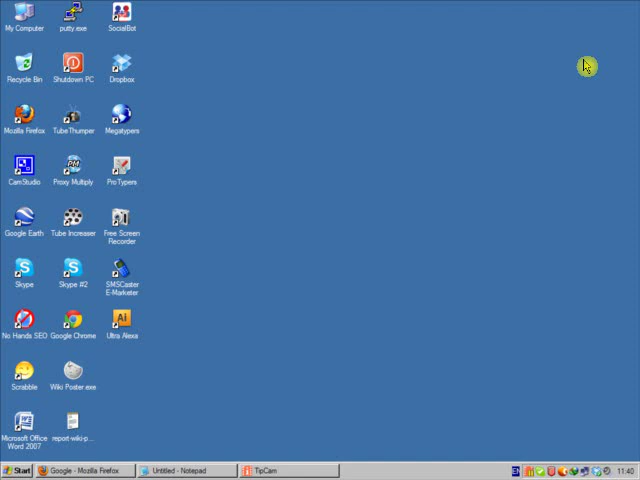 My Computer
putty.exe
SocialBot
Recycle Bin
Shutdown PC
Dropbox
Mozilla Firefox
TubeThumper
Megatypers
CamStudio
Proxy Multiply
ProTypers
Google Earth
Tube Increaser
Free Screen
Recorder
Skype
Skype #2
SMSCaster
E-Marketer
No Hands SEO
Google Chrome
Ai
Ultra Alexa
Scrabble
Wiki Poster.exe
Microsoft Office
Word 2007
report-wiki-p...
Start
Google - Mozilla Firefox
Untitled - Notepad
TipCam
EN
11:40